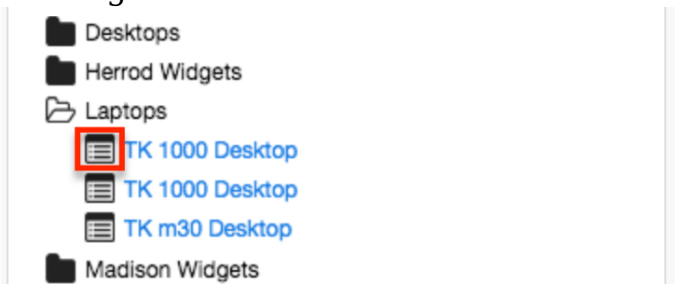 Desktops
Herrod Widgets
Laptops
TK 1000 Desktop
TK 1000 Desktop
TK m30 Desktop
Madison Widgets